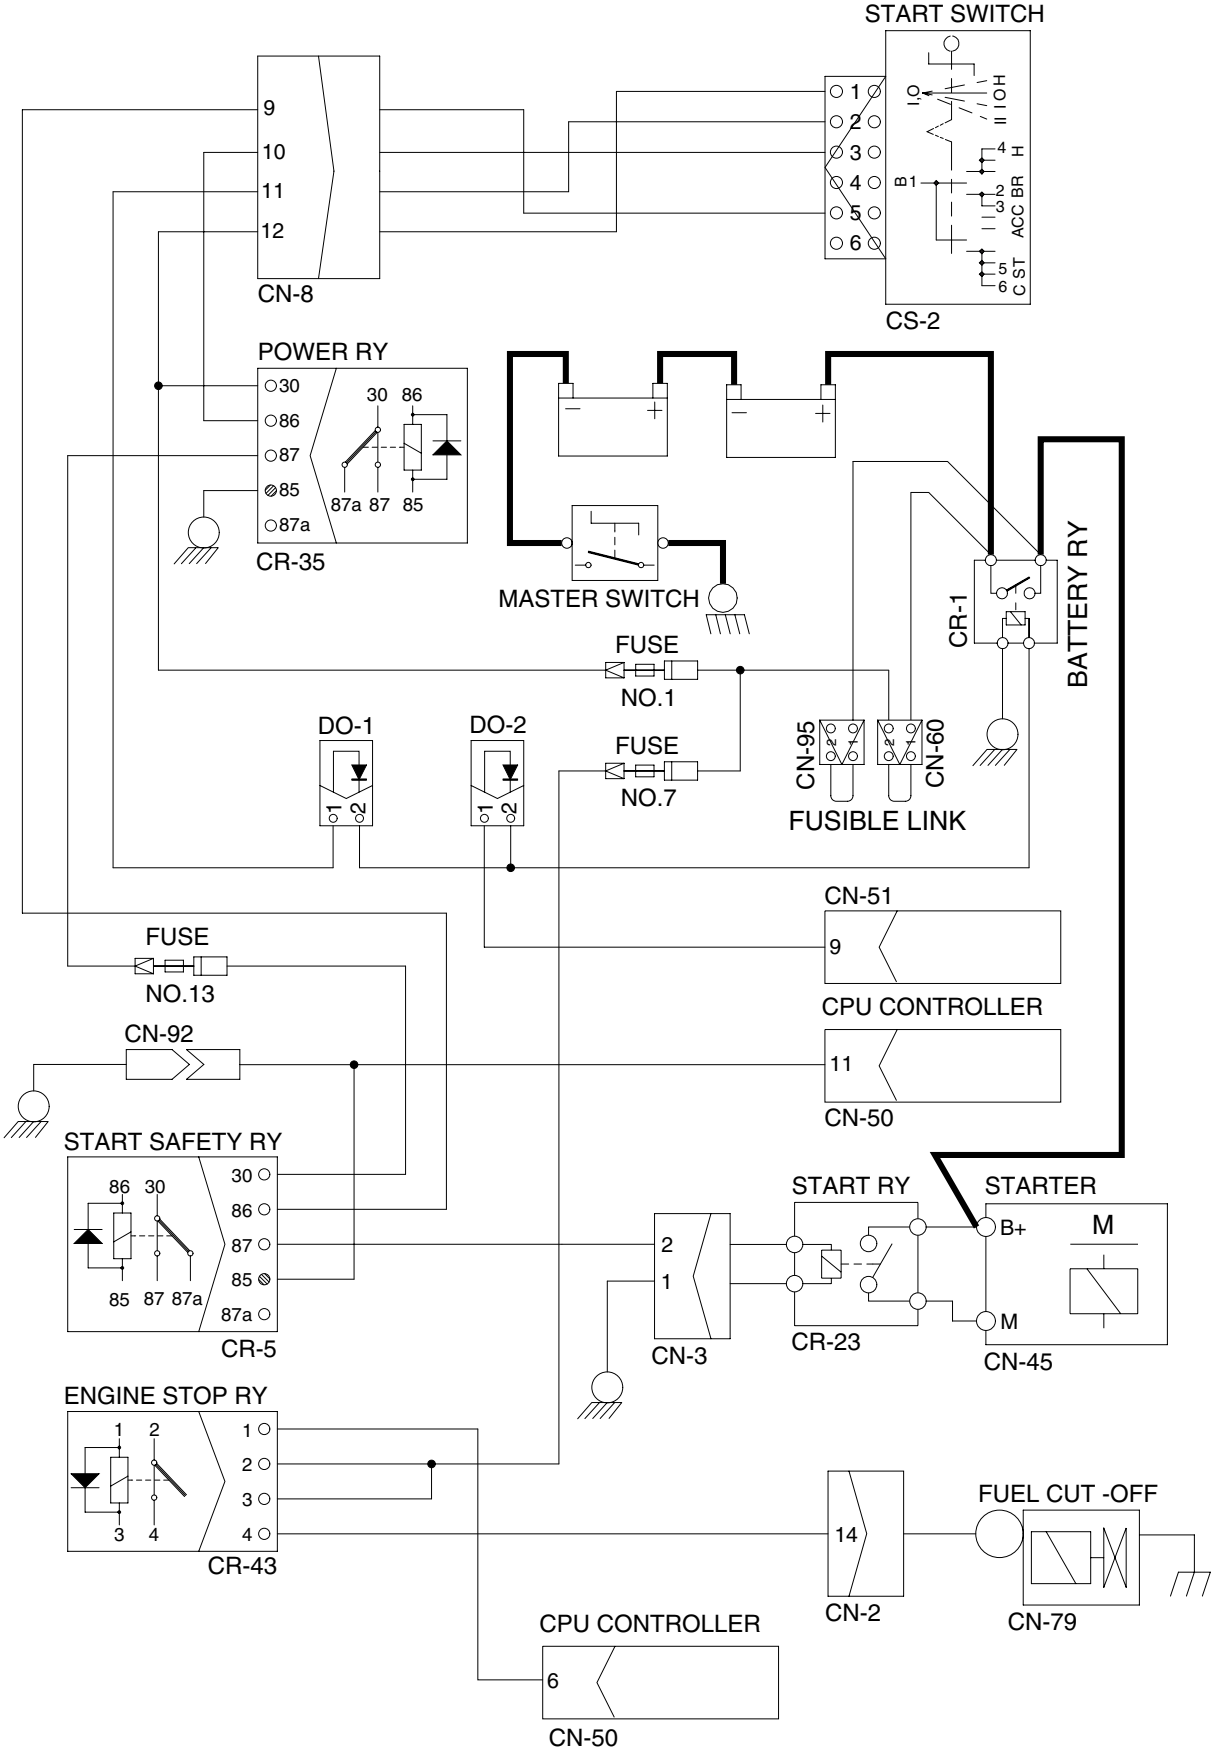 START SWITCH
9
10
11
12
CN-8
1
2
3
4
5
6
I,O
H
O
I
II
B 1
4 H
2 BR
3 ACC
5 ST
6 C
CS-2
POWER RY
30
86
87
85
87a
30 86
87a 87 85
CR-35
− +
− +
MASTER SWITCH
CR-1
BATTERY RY
FUSE
NO.1
FUSE
NO.7
DO-1
1 2
DO-2
1 2
CN-95
2 1
2 1
CN-60
FUSIBLE LINK
CN-51
9
CPU CONTROLLER
11
CN-50
FUSE
NO.13
CN-92
START SAFETY RY
86 30
85 87 87a
30
86
87
85
87a
CR-5
2
1
CN-3
START RY
CR-23
STARTER
B+
M
M
CN-45
ENGINE STOP RY
1 2
3 4
1
2
3
4
CR-43
14
CN-2
FUEL CUT -OFF
CN-79
CPU CONTROLLER
6
CN-50